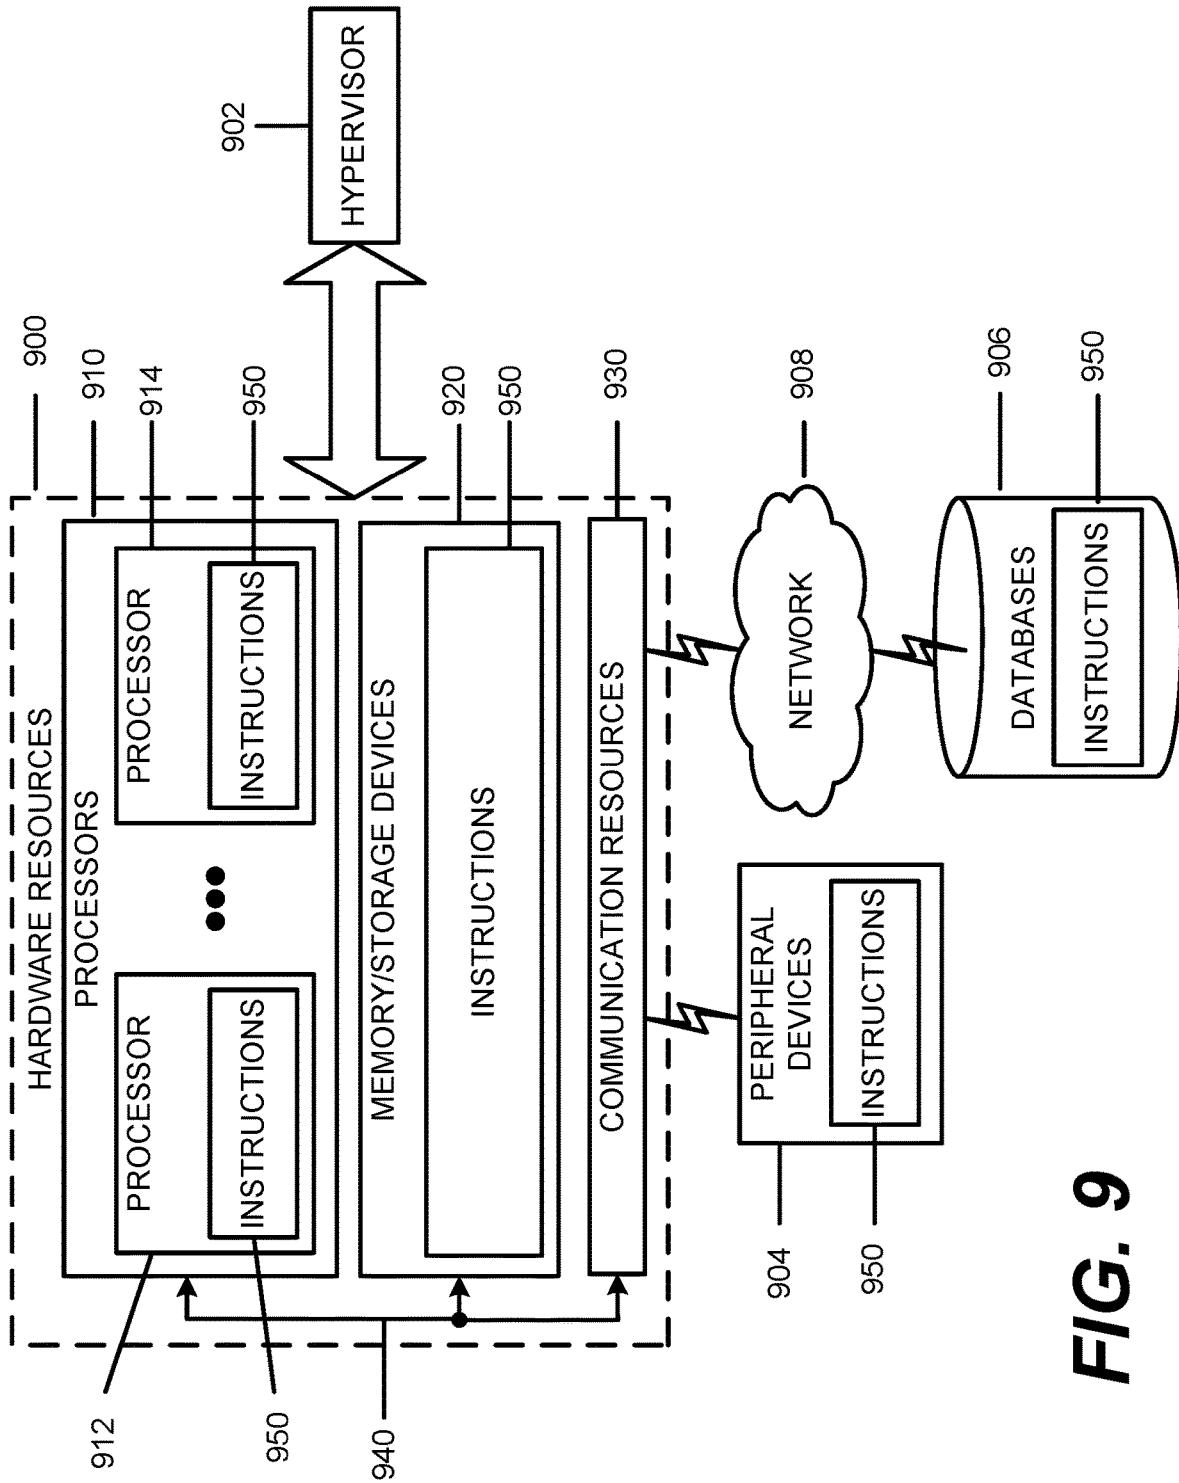 HARDWARE RESOURCES
900
PROCESSORS
910
912
PROCESSOR
PROCESSOR
914
902
950
INSTRUCTIONS
INSTRUCTIONS
950
HYPERVISOR
940
MEMORY/STORAGE DEVICES
920
INSTRUCTIONS
950
COMMUNICATION RESOURCES
930
904
PERIPHERAL
DEVICES
NETWORK
908
950
INSTRUCTIONS
906
DATABASES
INSTRUCTIONS
950
FIG. 9